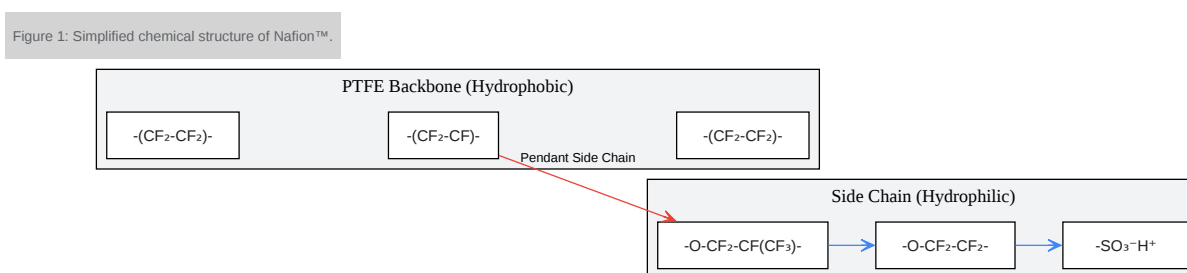 Figure 1: Simplified chemical structure of Nafion™.
PTFE Backbone (Hydrophobic)
-(CF₂-CF₂)-
-(CF₂-CF)-
-(CF₂-CF₂)-
Pendant Side Chain
Side Chain (Hydrophilic)
-O-CF₂-CF(CF₃)-
-O-CF₂-CF₂-
-SO₃⁻H⁺